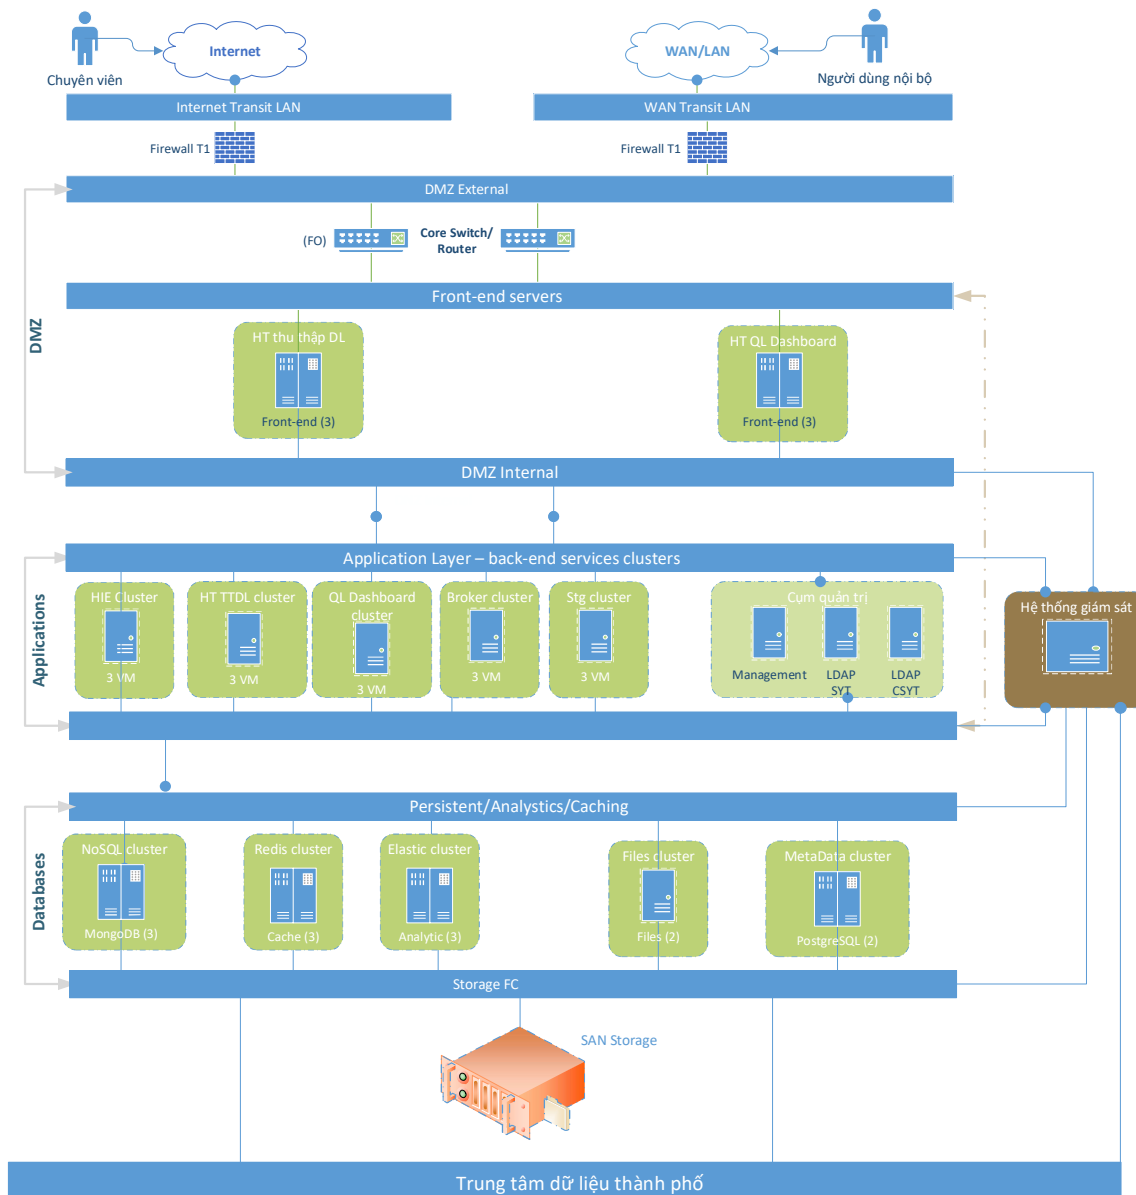 Internet
WAN/LAN
Chuyên viên
Người dùng nội bộ
Internet Transit LAN
WAN Transit LAN
Firewall T1
Firewall T1
DMZ External
(FO)
Core Switch/
Router
Front-end servers
DMZ
HT thu thập DL
Front-end (3)
HT QL Dashboard
Front-end (3)
DMZ Internal
Application Layer – back-end services clusters
Applications
HIE Cluster
3 VM
HT TTDL cluster
3 VM
QL Dashboard
cluster
3 VM
Broker cluster
3 VM
Stg cluster
3 VM
Cụm quản trị
Management
LDAP
SYT
LDAP
CSYT
Hệ thống giám sát
Persistent/Analystics/Caching
Databases
NoSQL cluster
MongoDB (3)
Redis cluster
Cache (3)
Elastic cluster
Analytic (3)
Files cluster
Files (2)
MetaData cluster
PostgreSQL (2)
Storage FC
SAN Storage
Trung tâm dữ liệu thành phố